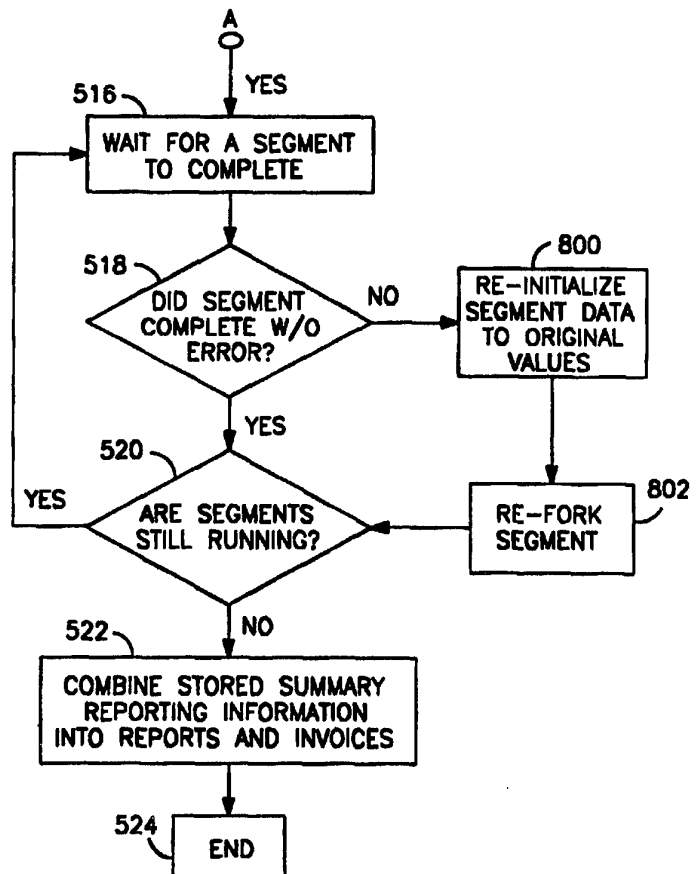 A
YES
516
WAIT FOR A SEGMENT
TO COMPLETE
518
DID SEGMENT
COMPLETE W/O
ERROR?
NO
800
RE-INITIALIZE
SEGMENT DATA
TO ORIGINAL
VALUES
YES
520
YES
ARE SEGMENTS
STILL RUNNING?
RE-FORK
SEGMENT
802
NO
522
COMBINE STORED SUMMARY
REPORTING INFORMATION
INTO REPORTS AND INVOICES
524
END